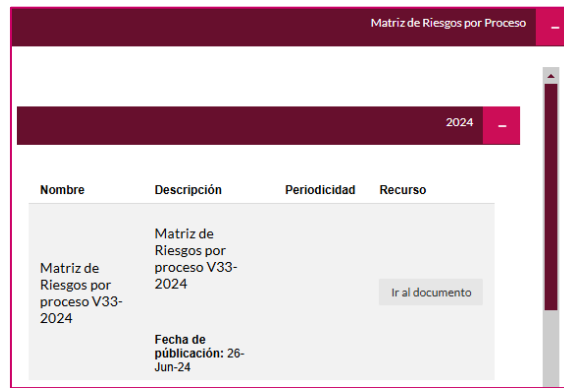 Matriz de Riesgos por Proceso
2024
Nombre Descripción Periodicidad Recurso
Matriz de
Riesgos por
proceso V33-
2024
Matriz de
Riesgos por
proceso V33-
2024
Fecha de
públicación: 26-
Jun-24
Ir al documento